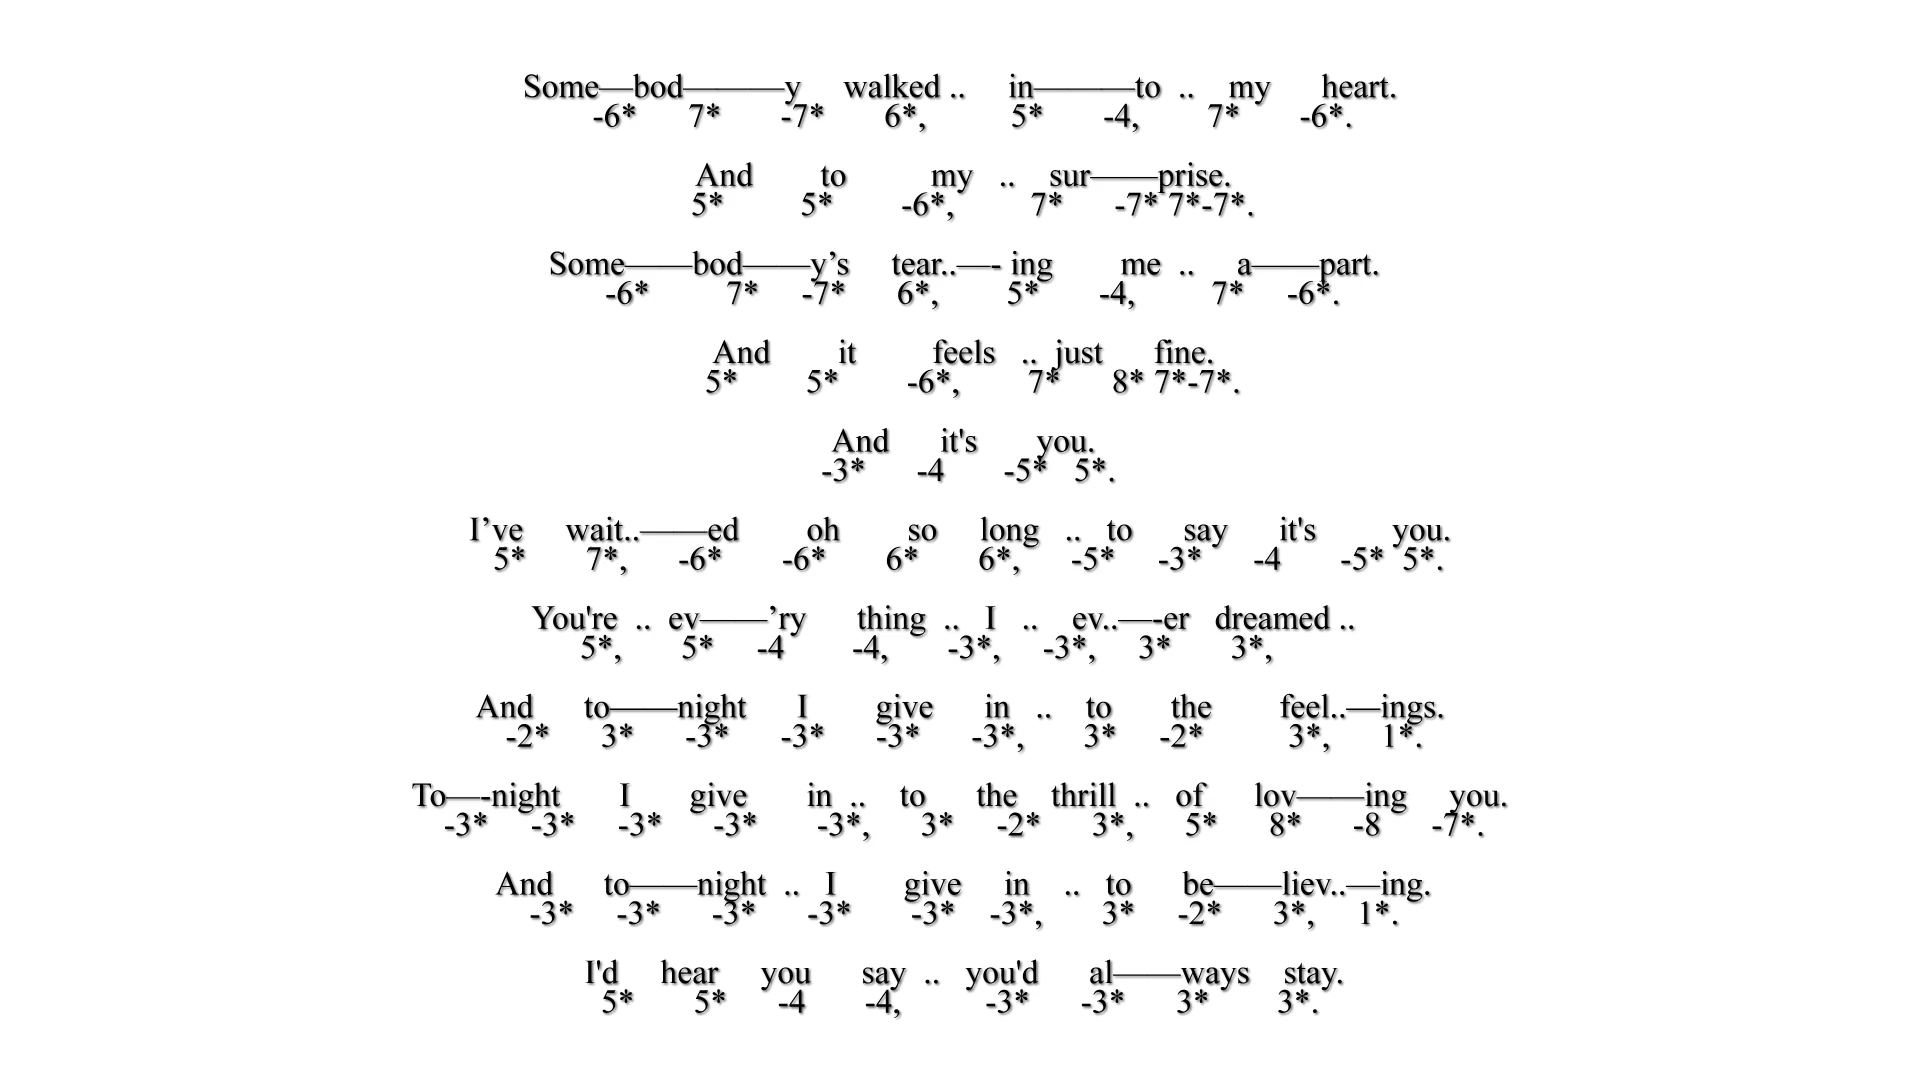 Some—bod———y walked .. in———to .. my heart.
-6* 7* -7* 6*, 5* -4, 7* -6*.
And to my .. sur——prise.
5* 5* -6*, 7* -7* 7*-7*.
Some——bod——y’s tear..—- ing me .. a——part.
-6* 7* -7* 6*, 5* -4, 7* -6*.
And it feels .. just fine.
5* 5* -6*, 7* 8* 7*-7*.
And it's you.
-3* -4 -5* 5*.
I’ve wait..——ed oh so long .. to say it's you.
5* 7*, -6* -6* 6* 6*, -5* -3* -4 -5* 5*.
You're .. ev——’ry thing .. I .. ev..—-er dreamed ..
5*, 5* -4 -4, -3*, -3*, 3* 3*,
And to——night I give in .. to the feel..—ings.
-2* 3* -3* -3* -3* -3*, 3* -2* 3*, 1*.
To—-night I give in .. to the thrill .. of lov——ing you.
-3* -3* -3* -3* -3*, 3* -2* 3*, 5* 8* -8 -7*.
And to——night .. I give in .. to be——liev..—ing.
-3* -3* -3* -3* -3* -3*, 3* -2* 3*, 1*.
I'd hear you say .. you'd al——ways stay.
5* 5* -4 -4, -3* -3* 3* 3*.